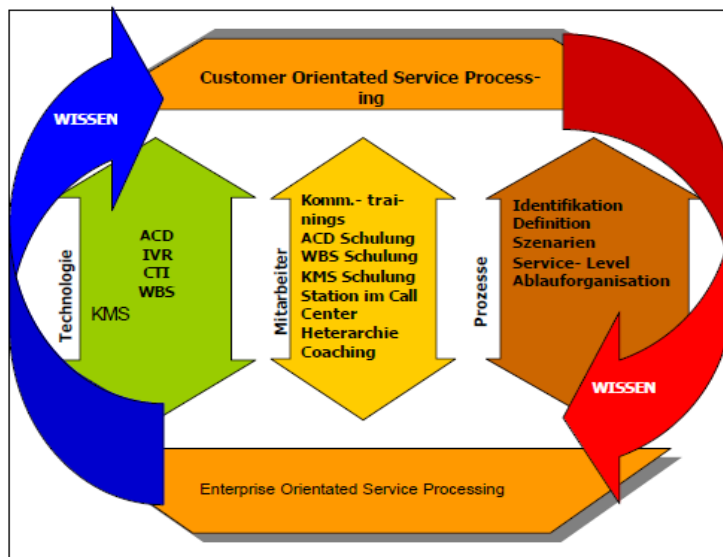 Customer Orientated Service Process-
ing
WISSEN
Technologie
ACD
IVR
CTI
WBS
KMS
Mitarbeiter
Komm.- trai-
nings
ACD Schulung
WBS Schulung
KMS Schulung
Station im Call
Center
Heterarchie
Coaching
Prozesse
Identifikation
Definition
Szenarien
Service- Level
Ablauforganisation
WISSEN
Enterprise Orientated Service Processing